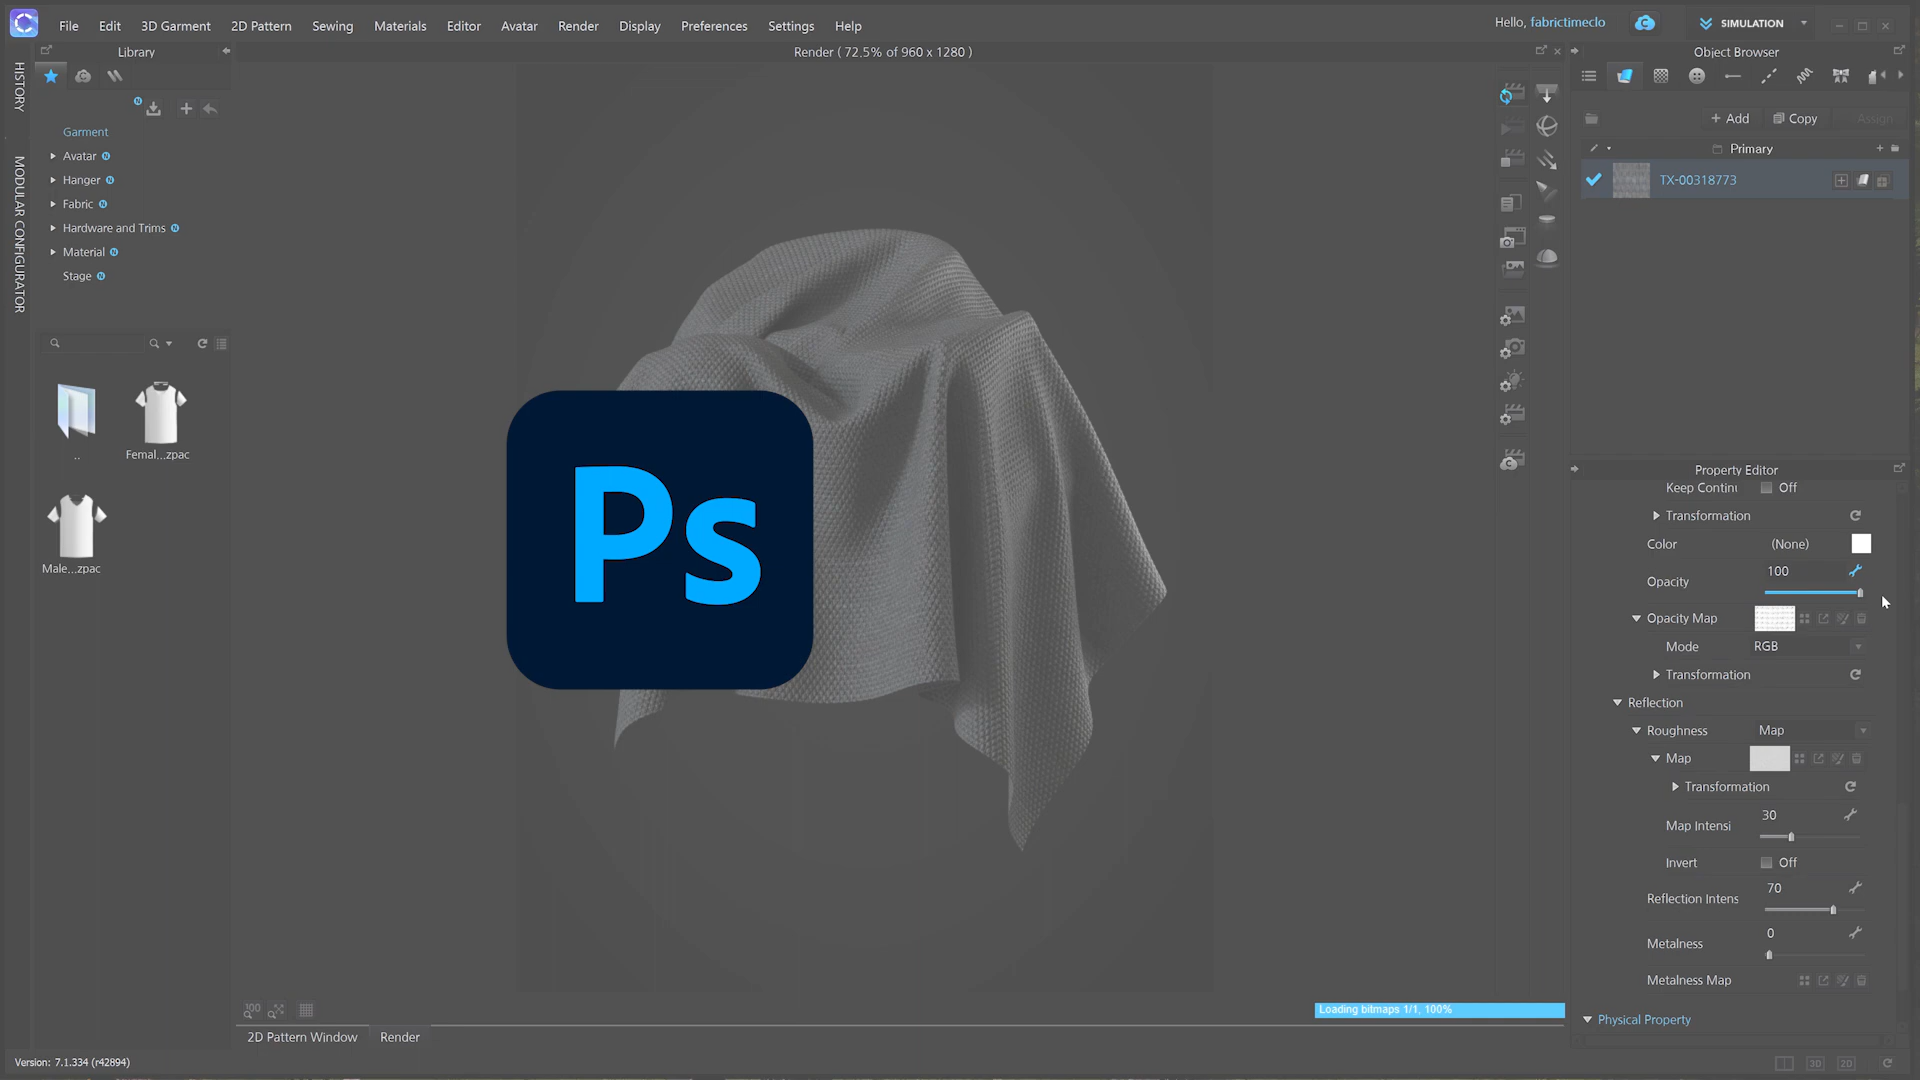 File Edit 3D Garment 2D Pattern Sewing Materials Editor Avatar Render Display Preferences Settings Help
Hello, fabrictimeclo
SIMULATION
Library
Render ( 72.5% of 960 x 1280 )
Object Browser
HISTORY
MODULAR CONFIGURATOR
Garment
Avatar N
Hanger N
Fabric N
Hardware and Trims N
Material N
Stage N
+ Add
Copy
Assign
Primary
TX-00318773
..
Femal...zpac
Male...zpac
Ps
Property Editor
Keep Continu
Off
Transformation
Color
(None)
Opacity
100
Opacity Map
Mode
RGB
Transformation
Reflection
Roughness
Map
Map
Transformation
Map Intensi
30
Invert
Off
Reflection Intens
70
Metalness
0
Metalness Map
Physical Property
100
Loading bitmaps 1/1, 100%
2D Pattern Window
Render
Version: 7.1.334 (r42894)
3D
2D